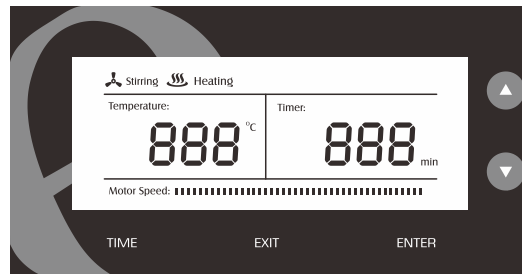 Stirring Heating
Temperature: Timer:
888 °C 888 min
Motor Speed:
TIME EXIT ENTER